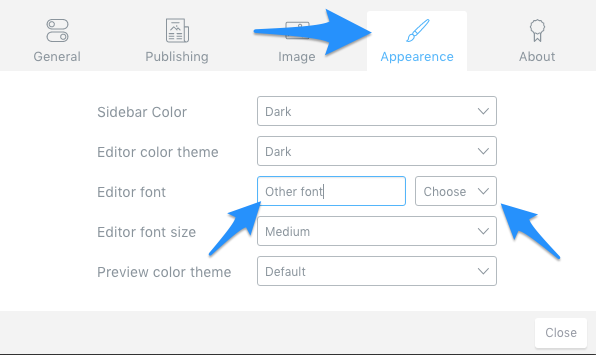 General
Publishing
Image
Appearence
About
Sidebar Color
Dark
Editor color theme
Dark
Editor font
Other font
Choose
Editor font size
Medium
Preview color theme
Default
Close